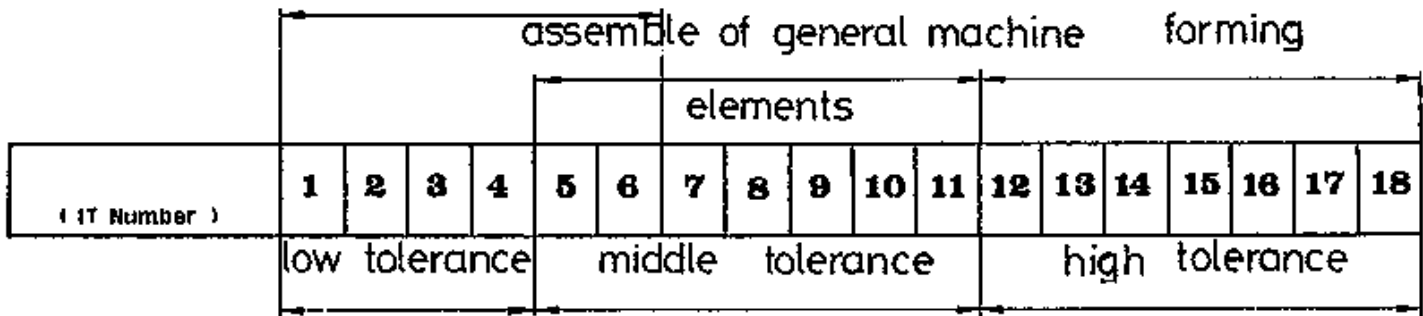 assemble of general machine forming
elements
( IT Number ) 1 2 3 4 5 6 7 8 9 10 11 12 13 14 15 16 17 18
low tolerance middle tolerance high tolerance